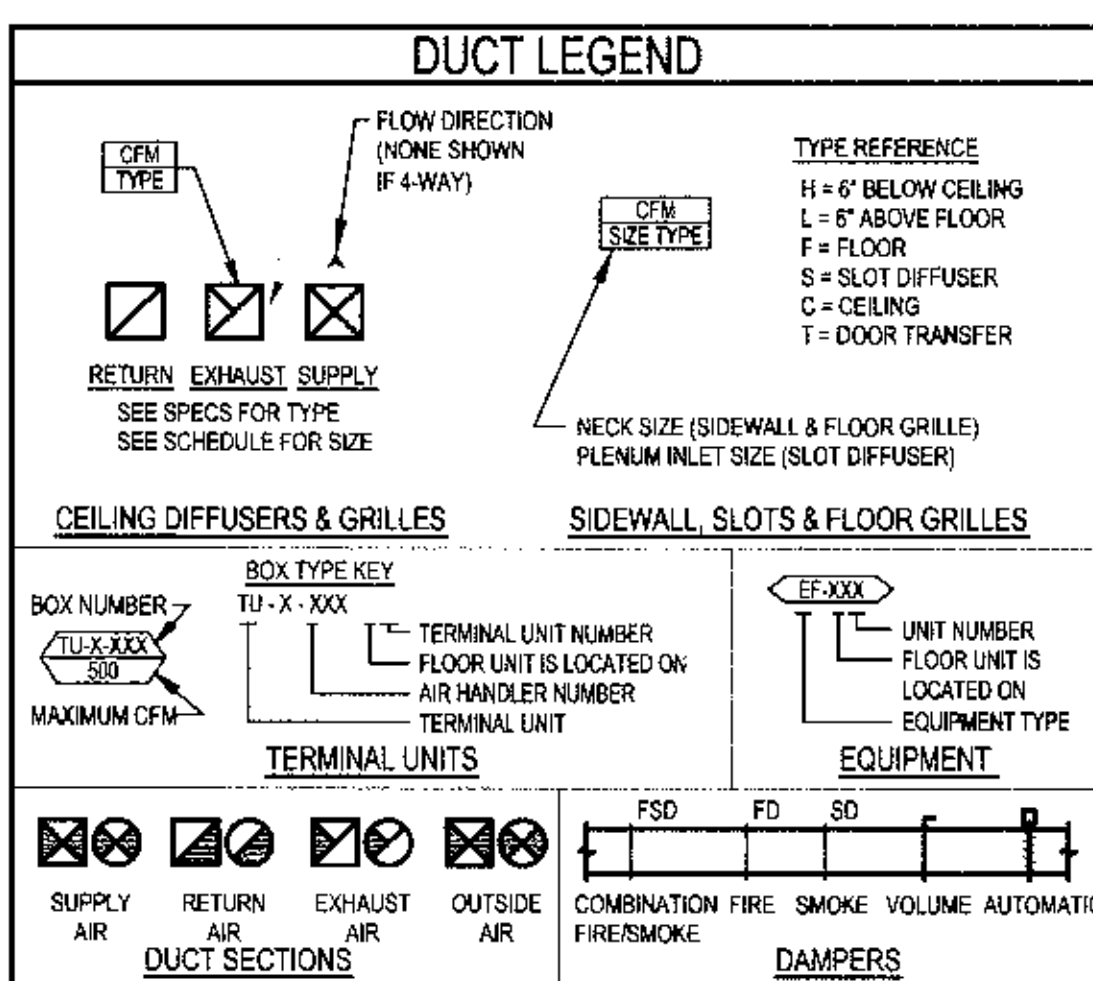 DUCT LEGEND
CFM
TYPE
FLOW DIRECTION
(NONE SHOWN
IF 4-WAY)
RETURN EXHAUST SUPPLY
SEE SPECS FOR TYPE
SEE SCHEDULE FOR SIZE
CEILING DIFFUSERS & GRILLES
CFM
SIZE TYPE
TYPE REFERENCE
H = 6" BELOW CEILING
L = 6" ABOVE FLOOR
F = FLOOR
S = SLOT DIFFUSER
C = CEILING
T = DOOR TRANSFER
NECK SIZE (SIDEWALL & FLOOR GRILLE)
PLENUM INLET SIZE (SLOT DIFFUSER)
SIDEWALL, SLOTS & FLOOR GRILLES
BOX NUMBER
TU-X-XXX
500
MAXIMUM CFM
BOX TYPE KEY
TU - X - XXX
TERMINAL UNIT NUMBER
FLOOR UNIT IS LOCATED ON
AIR HANDLER NUMBER
TERMINAL UNIT
TERMINAL UNITS
EF-XXX
UNIT NUMBER
FLOOR UNIT IS
LOCATED ON
EQUIPMENT TYPE
EQUIPMENT
SUPPLY AIR
RETURN AIR
EXHAUST AIR
OUTSIDE AIR
DUCT SECTIONS
FSD FD SD
COMBINATION FIRE/SMOKE
FIRE
SMOKE
VOLUME
AUTOMATIC
DAMPERS